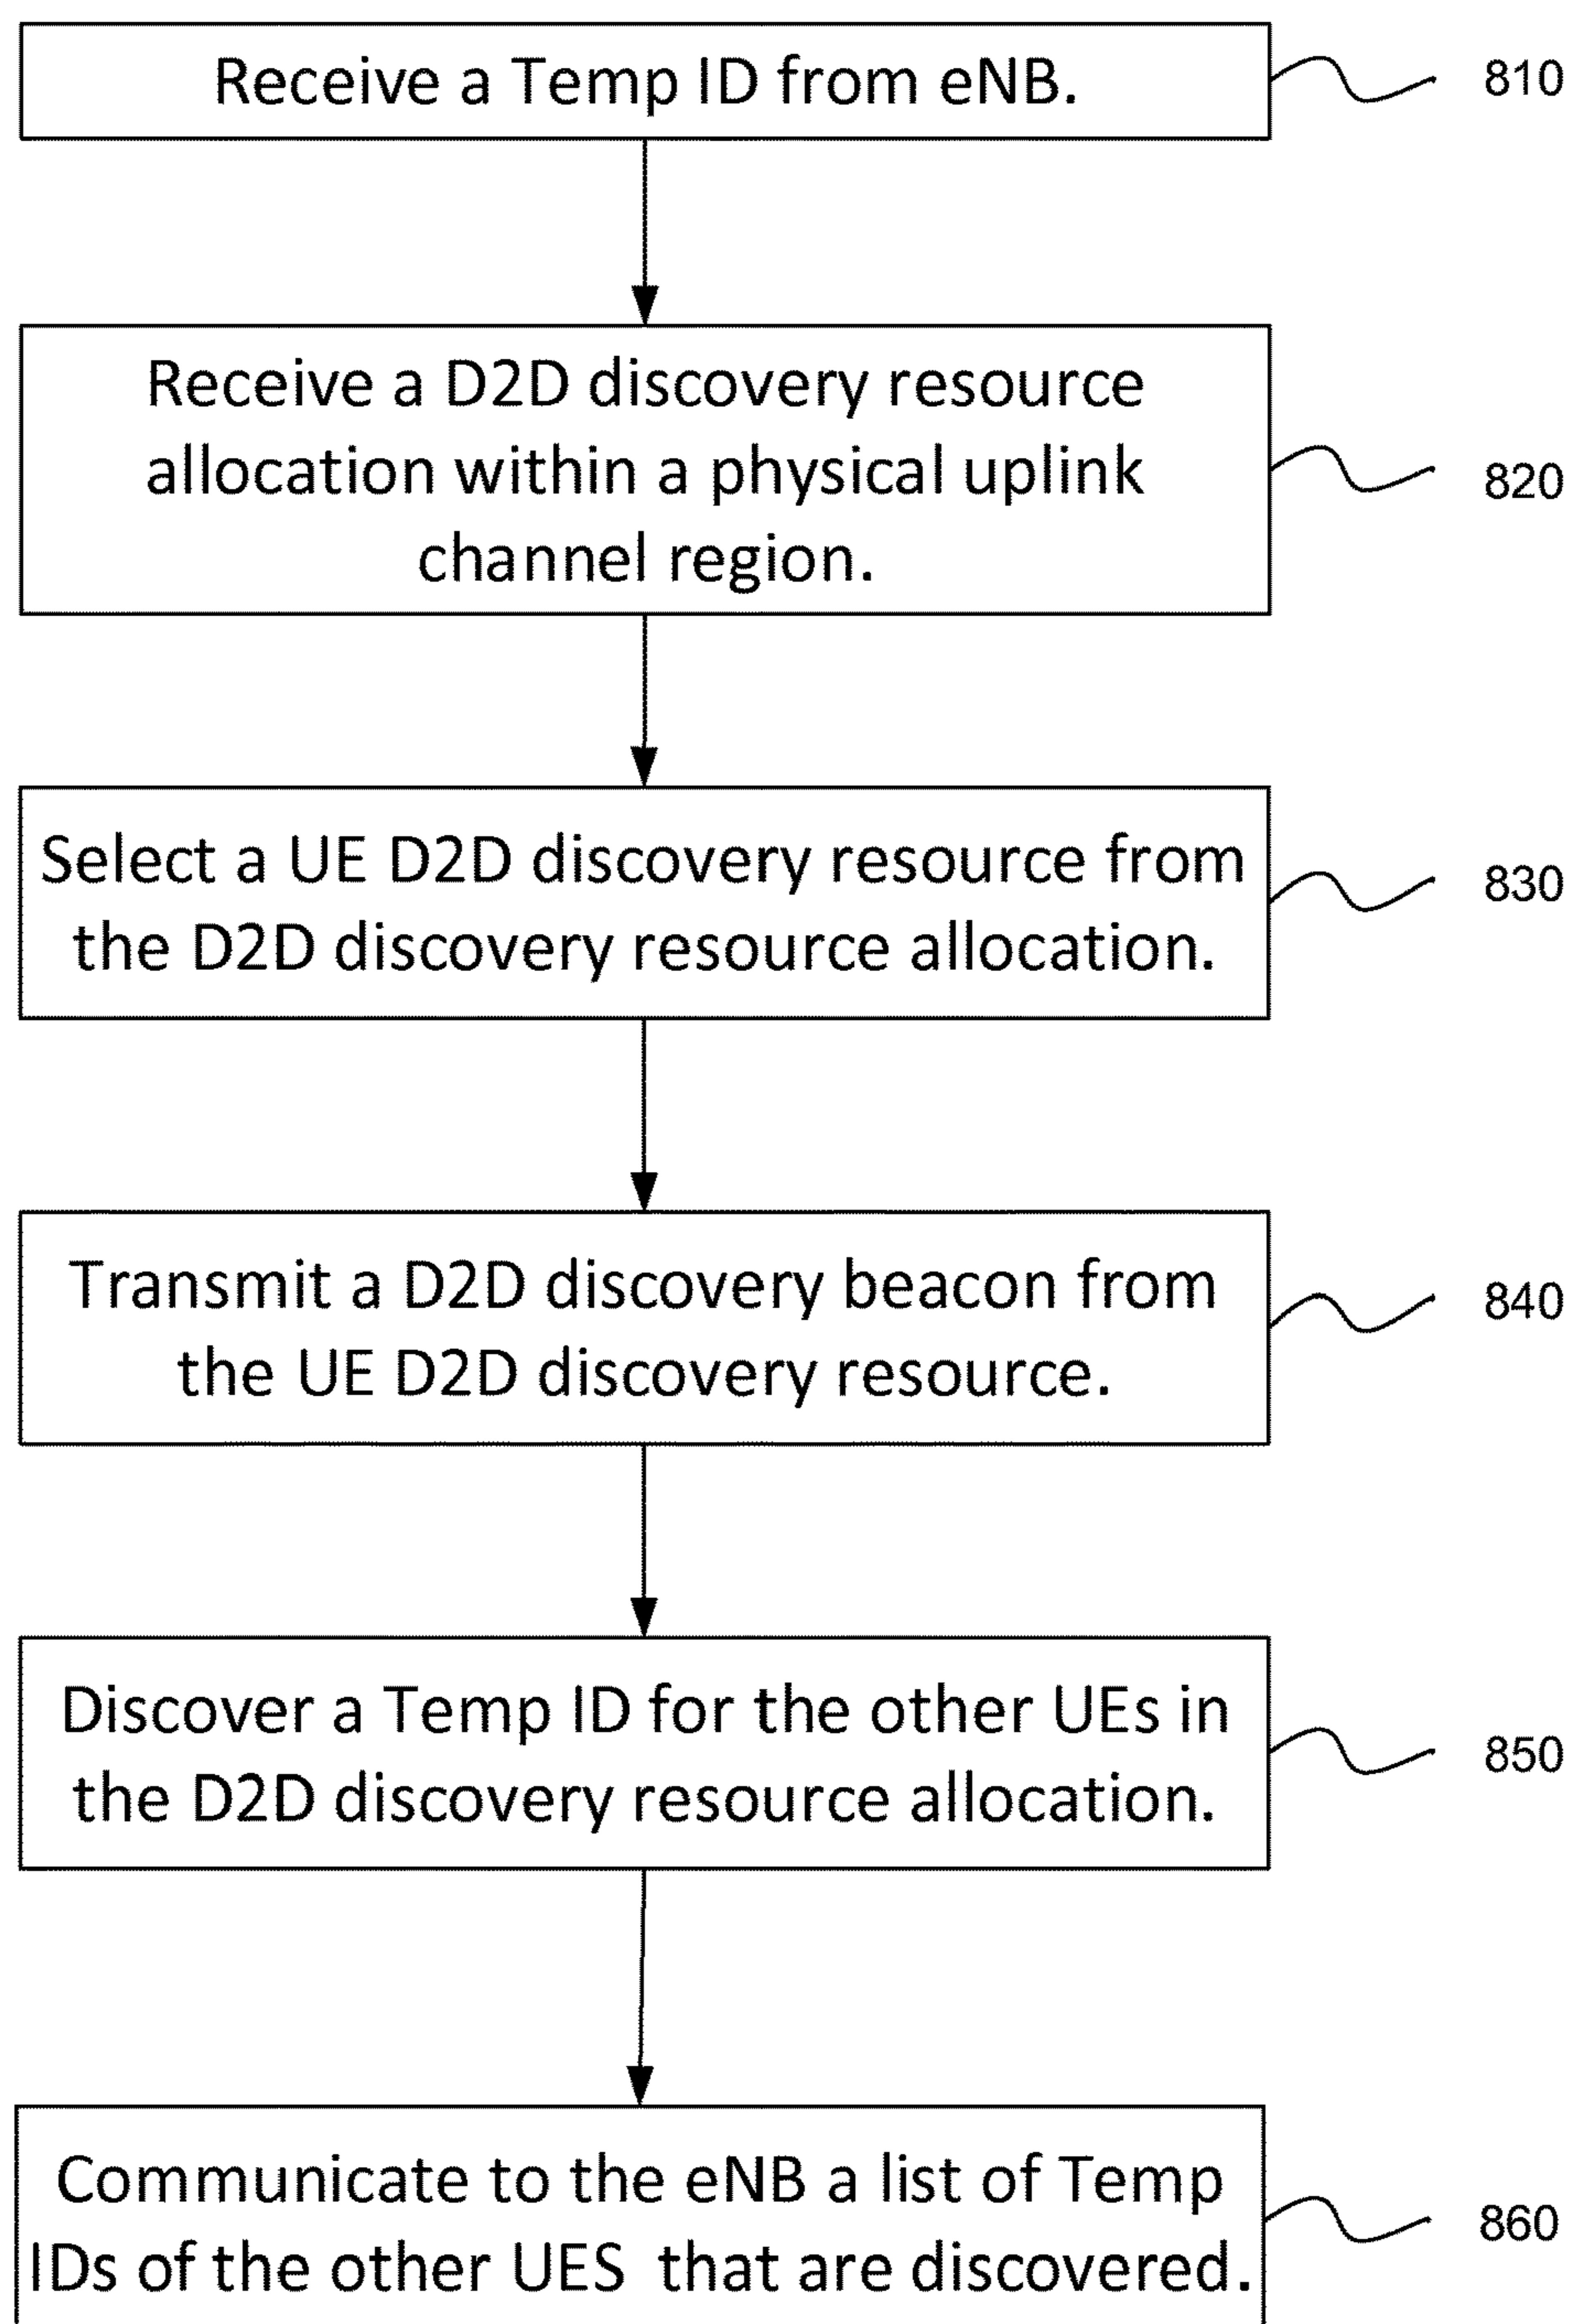 Receive a Temp ID from eNB.
810
Receive a D2D discovery resource
allocation within a physical uplink
channel region.
820
Select a UE D2D discovery resource from
the D2D discovery resource allocation.
830
Transmit a D2D discovery beacon from
the UE D2D discovery resource.
840
Discover a Temp ID for the other UEs in
the D2D discovery resource allocation.
850
Communicate to the eNB a list of Temp
IDs of the other UES  that are discovered.
860